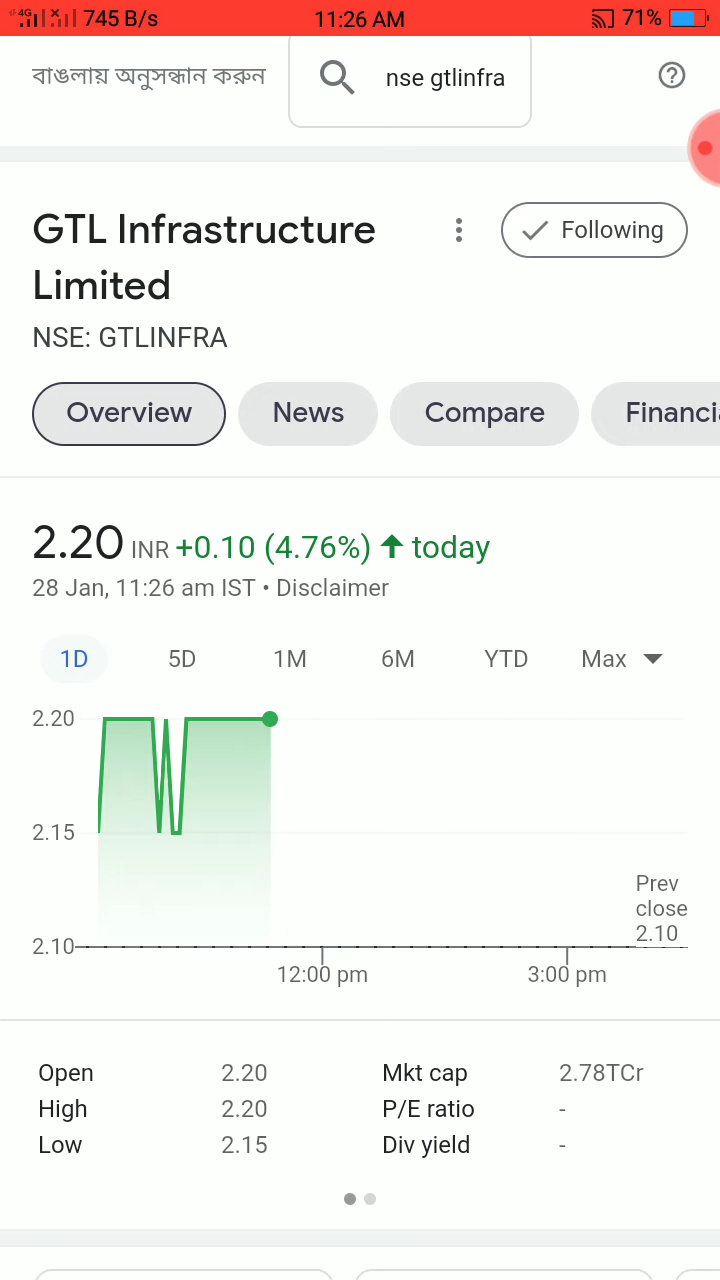 4G 745 B/s 11:26 AM 71%
বাঙলায় অনুসন্ধান করুন nse gtlinfra
GTL Infrastructure
Limited
Following
NSE: GTLINFRA
Overview News Compare Financia
2.20 INR +0.10 (4.76%) today
28 Jan, 11:26 am IST • Disclaimer
1D 5D 1M 6M YTD Max
2.20
2.15
Prev
close
2.10
2.10
12:00 pm 3:00 pm
Open 2.20 Mkt cap 2.78TCr
High 2.20 P/E ratio -
Low 2.15 Div yield -